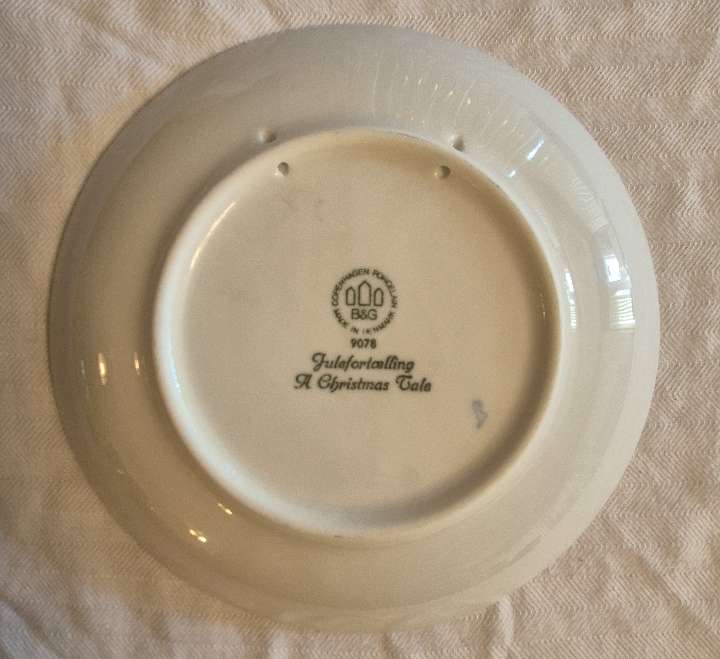 COPENHAGEN PORCELAIN
B&G
MADE IN DENMARK
9078
Julefortælling
A Christmas Tale